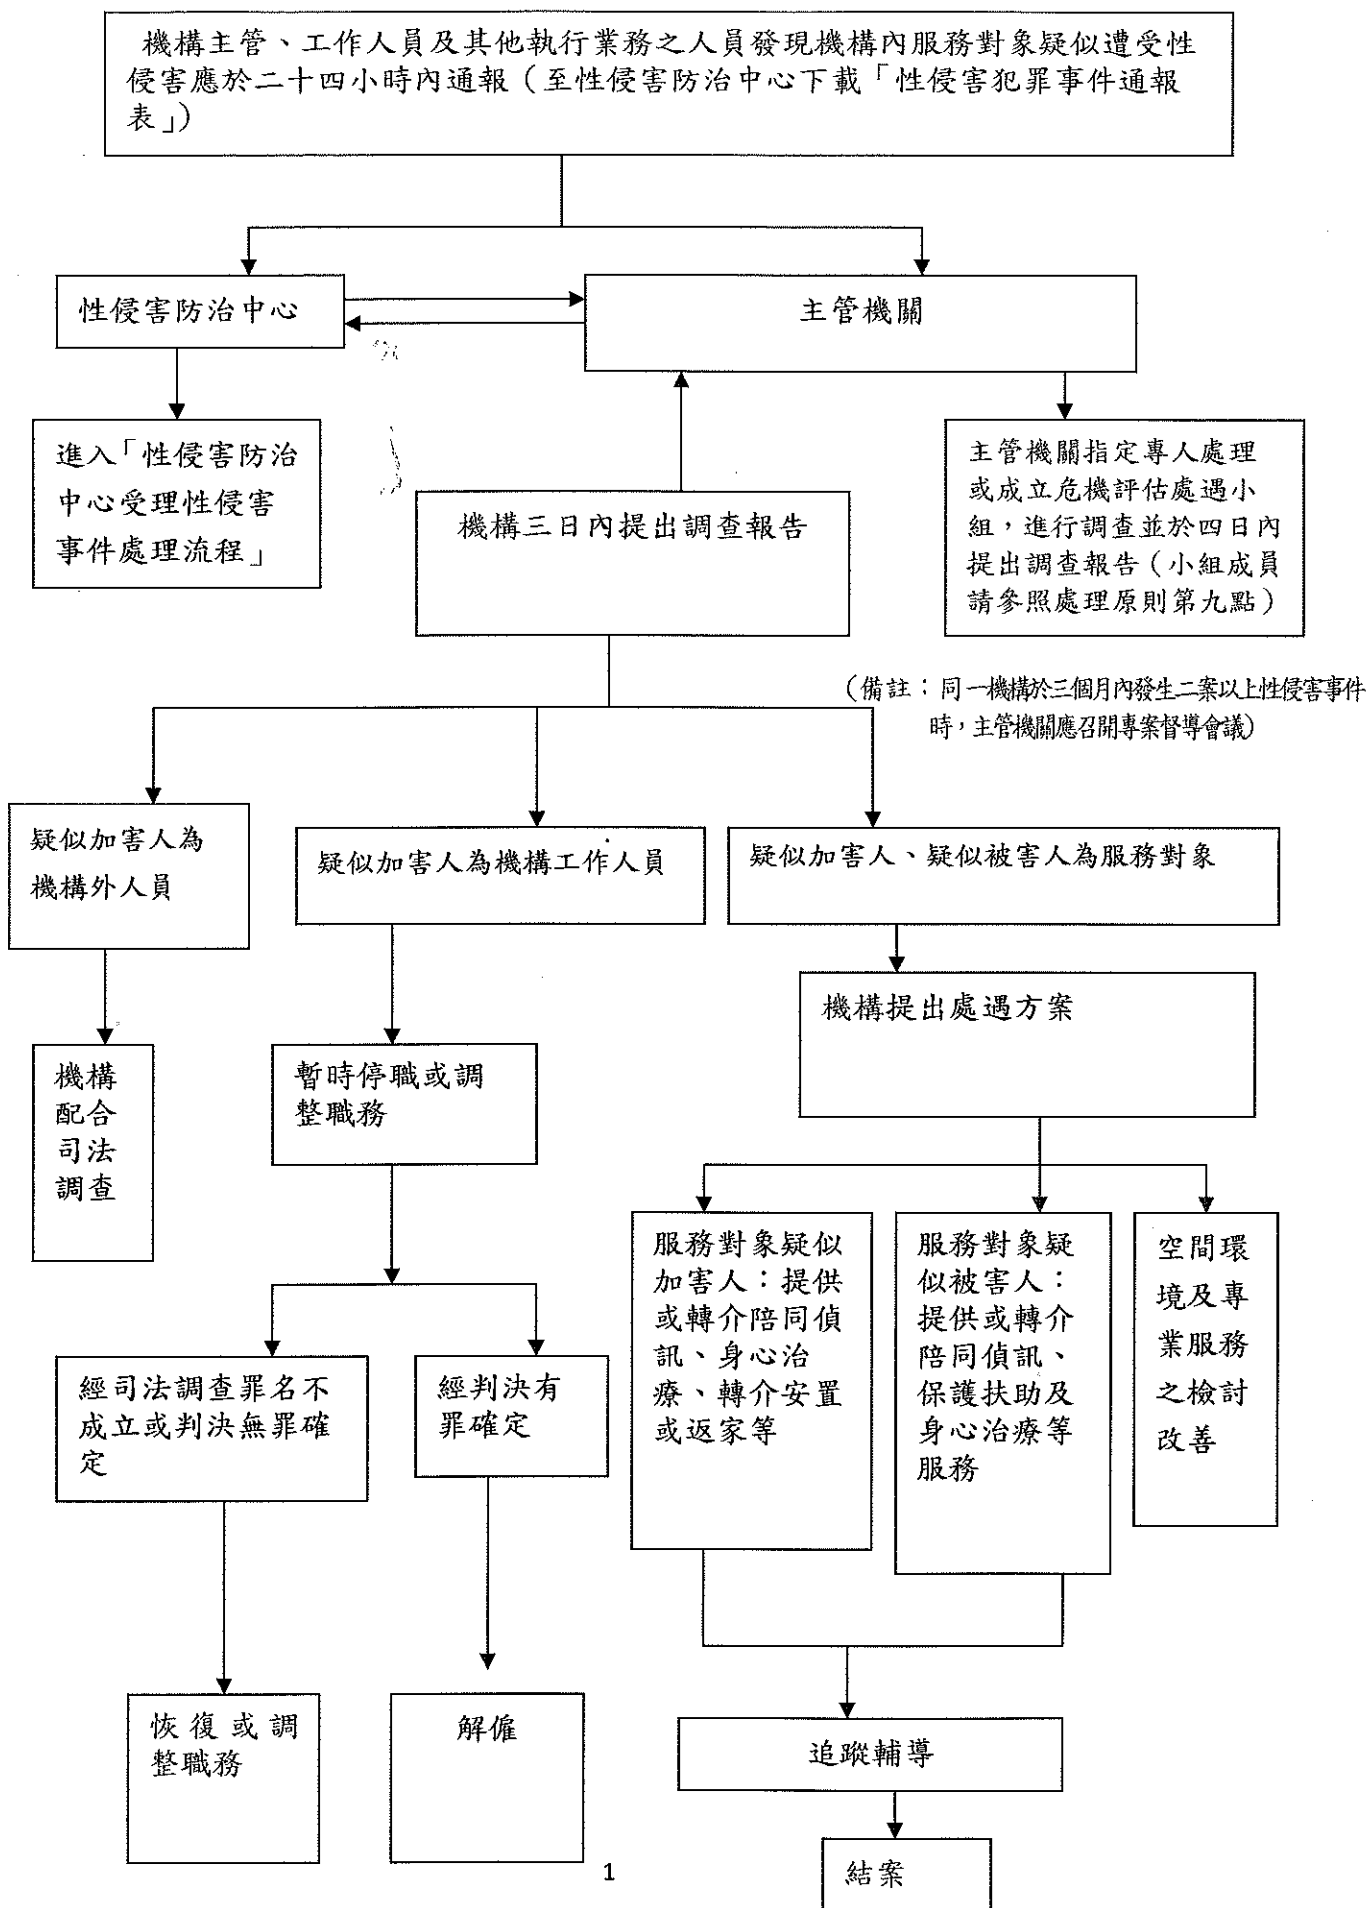 機構主管、工作人員及其他執行業務之人員發現機構內服務對象疑似遭受性
侵害應於二十四小時內通報（至性侵害防治中心下載「性侵害犯罪事件通報
表」）
性侵害防治中心
主管機關
進入「性侵害防治
中心受理性侵害
事件處理流程」
機構三日內提出調查報告
主管機關指定專人處理
或成立危機評估處遇小
組，進行調查並於四日內
提出調查報告（小組成員
請參照處理原則第九點）
（備註：同一機構於三個月內發生二案以上性侵害事件
時，主管機關應召開專案督導會議）
疑似加害人為
機構外人員
疑似加害人為機構工作人員
疑似加害人、疑似被害人為服務對象
機構提出處遇方案
機構
配合
司法
調查
暫時停職或調
整職務
服務對象疑似
加害人：提供
或轉介陪同偵
訊、身心治
療、轉介安置
或返家等
服務對象疑
似被害人：
提供或轉介
陪同偵訊、
保護扶助及
身心治療等
服務
空間環
境及專
業服務
之檢討
改善
經司法調查罪名不
成立或判決無罪確
定
經判決有
罪確定
恢復或調
整職務
解僱
追蹤輔導
結案
1